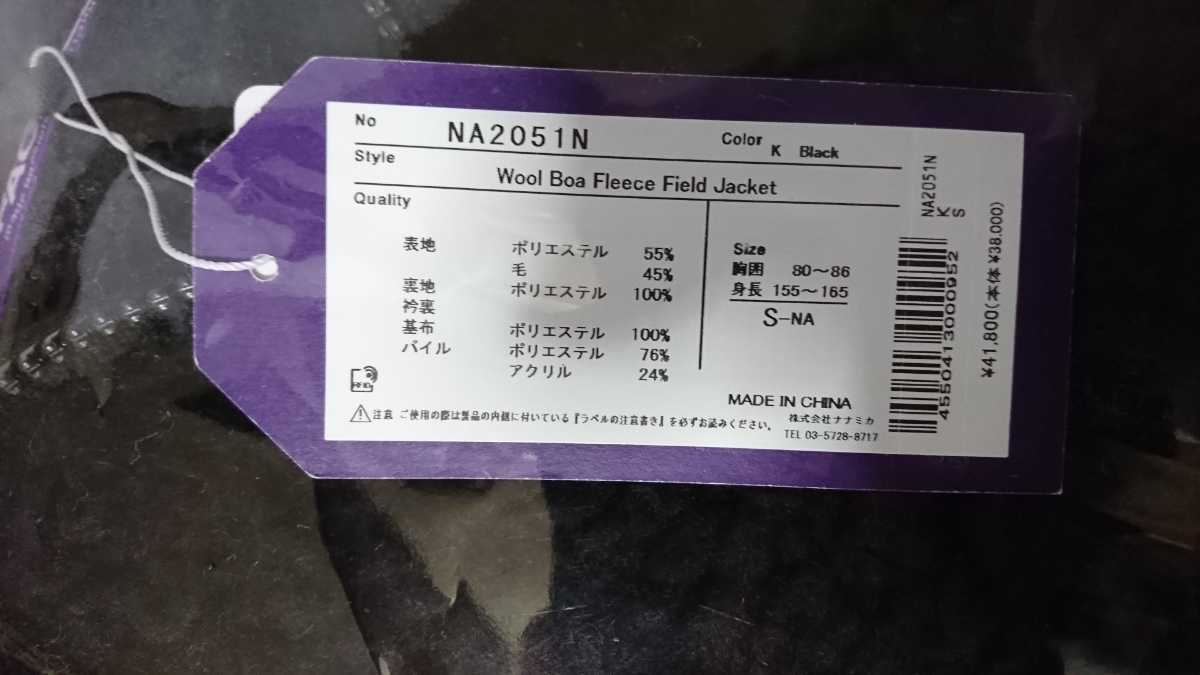 No NA2051N Color K Black
Style Wool Boa Fleece Field Jacket
Quality
表地 ポリエステル 55%
毛 45%
裏地 ポリエステル 100%
衿裏
基布 ポリエステル 100%
パイル ポリエステル 76%
アクリル 24%
Size
胸囲 80～86
身長 155～165
S-NA
RFID
MADE IN CHINA
株式会社ナナミカ
TEL 03-5728-8717
注意 ご使用の際は製品の内側に付いている『ラベルの注意書き』を必ずお読みください。
NA2051N
K
S
4550413000952
¥41,800(本体 ¥38,000)